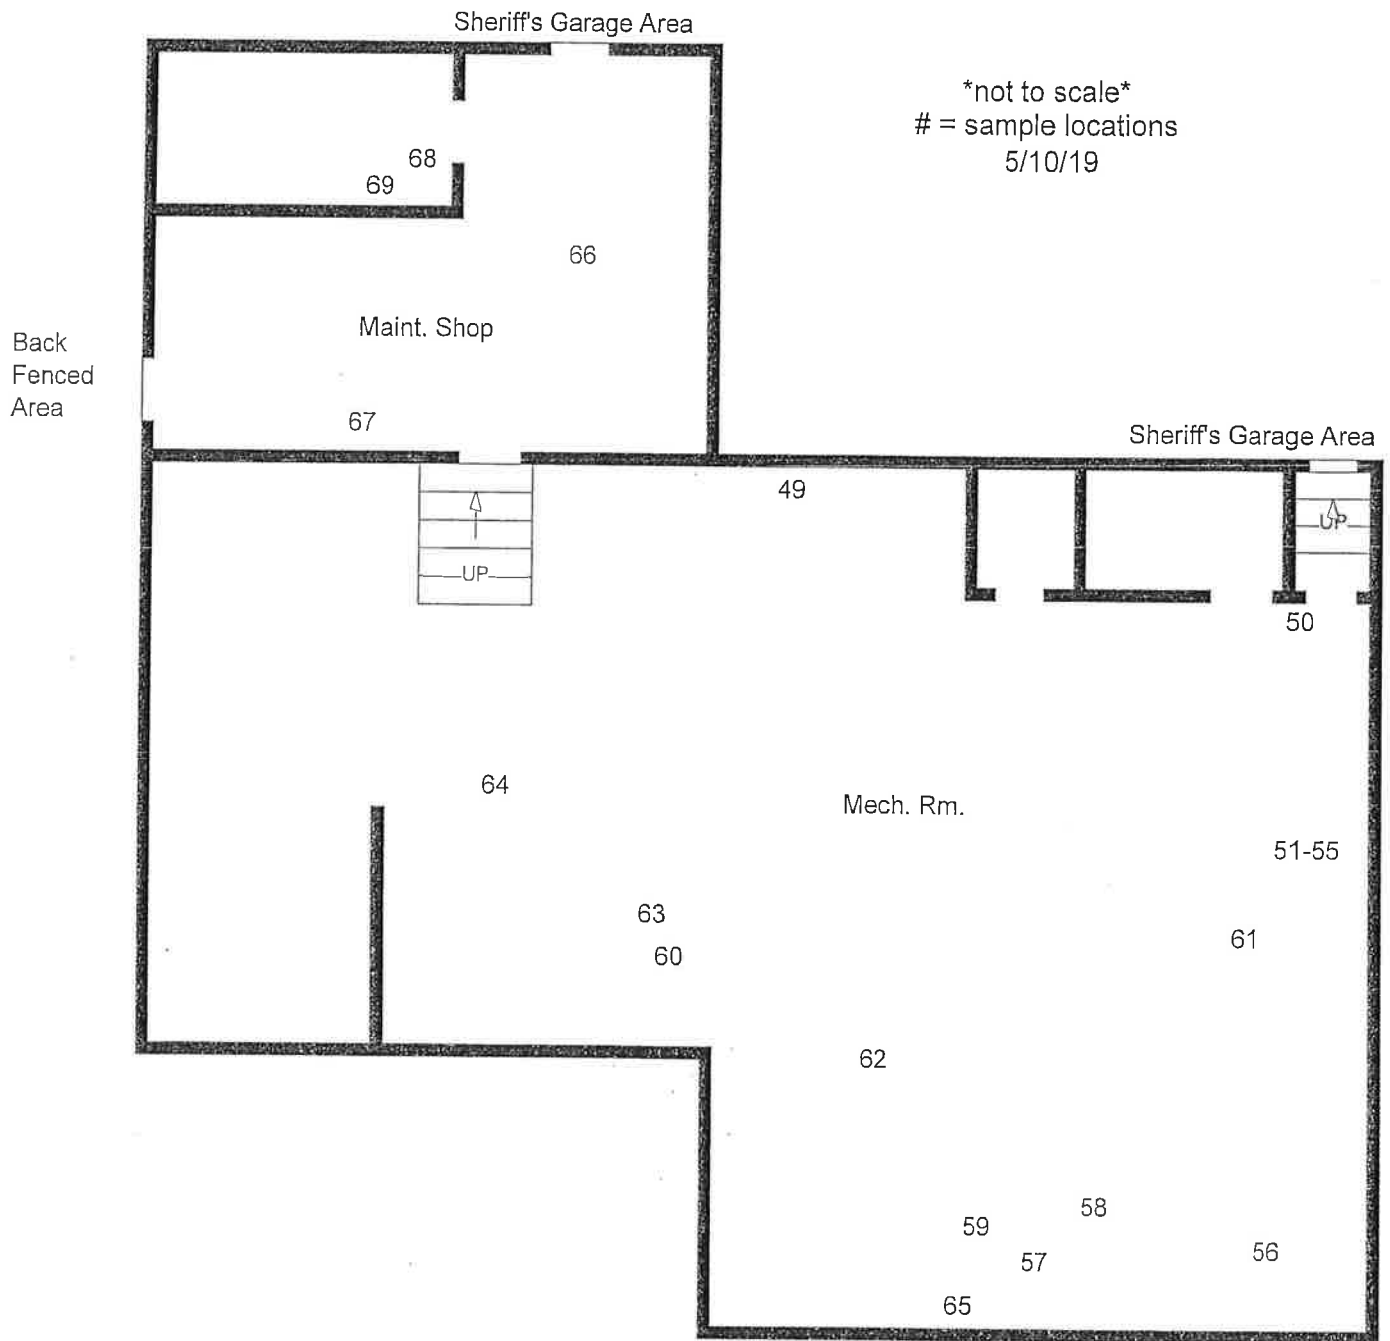 Sheriff's Garage Area
*not to scale*
# = sample locations
5/10/19
68
69
66
Maint. Shop
Back
Fenced
Area
67
Sheriff's Garage Area
49
UP
UP
50
64
Mech. Rm.
51-55
63
61
60
62
58
59
56
57
65